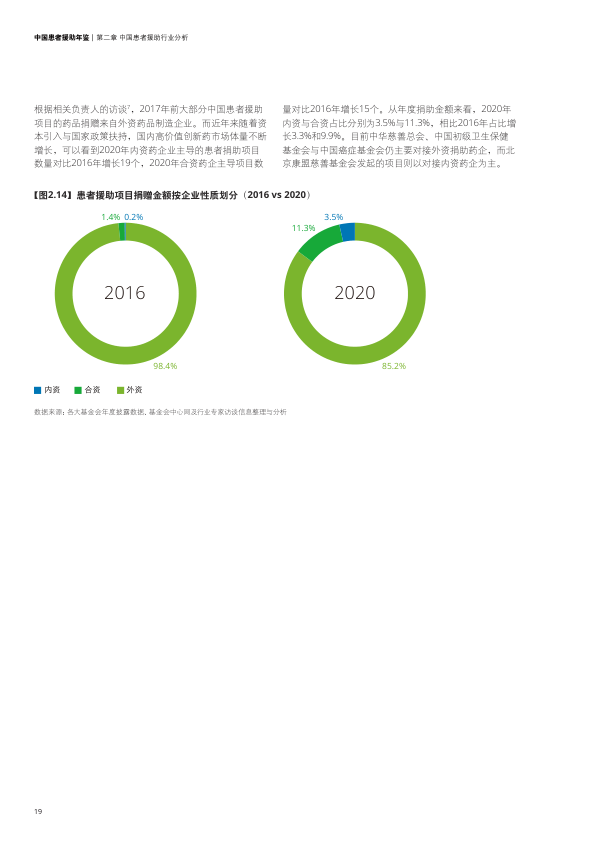 中国患者援助年鉴 | 第二章 中国患者援助行业分析
根据相关负责人的访谈7，2017年前大部分中国患者援助
项目的药品捐赠来自外资药品制造企业。而近年来随着资
本引入与国家政策扶持，国内高价值创新药市场体量不断
增长，可以看到2020年内资药企业主导的患者捐助项目
数量对比2016年增长19个，2020年合资药企主导项目数
量对比2016年增长15个。从年度捐助金额来看，2020年
内资与合资占比分别为3.5%与11.3%，相比2016年占比增
长3.3%和9.9%。目前中华慈善总会、中国初级卫生保健
基金会与中国癌症基金会仍主要对接外资捐助药企，而北
京康盟慈善基金会发起的项目则以对接内资药企为主。
【图2.14】患者援助项目捐赠金额按企业性质划分（2016 vs 2020）
1.4% 0.2%
2016
98.4%
3.5%
11.3%
2020
85.2%
内资 合资 外资
数据来源：各大基金会年度披露数据、基金会中心网及行业专家访谈信息整理与分析
19